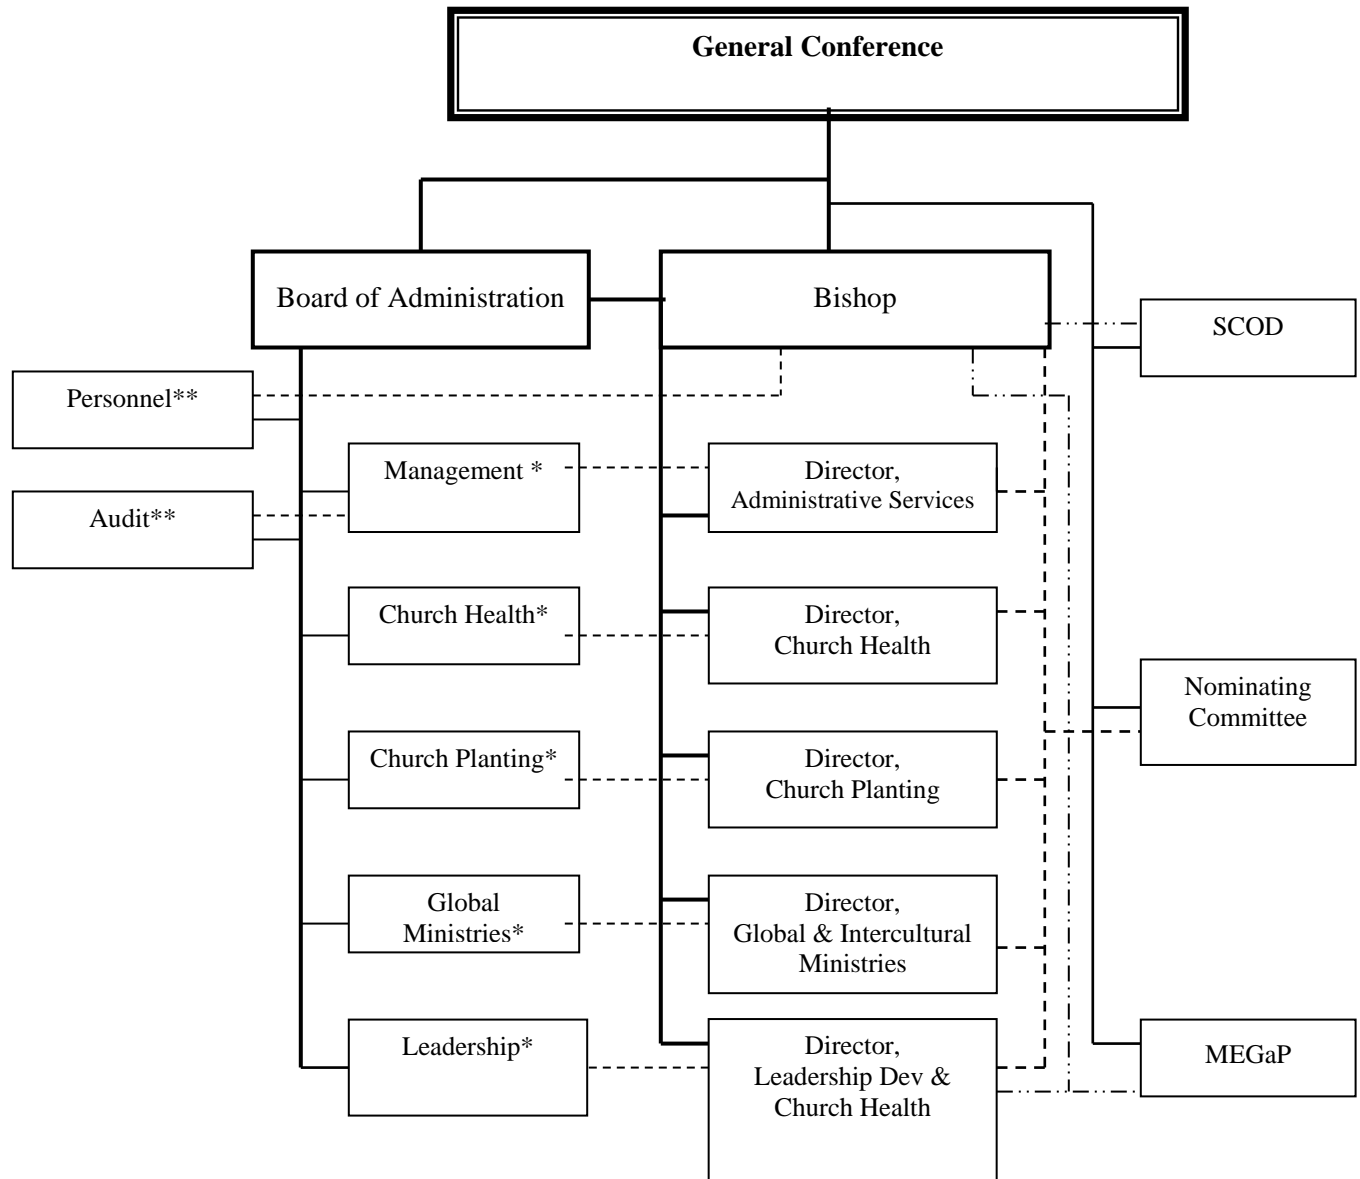 General Conference
Board of Administration
Bishop
SCOD
Personnel**
Management *
Director,
Administrative Services
Audit**
Church Health*
Director,
Church Health
Nominating
Committee
Church Planting*
Director,
Church Planting
Global
Ministries*
Director,
Global & Intercultural
Ministries
Leadership*
Director,
Leadership Dev &
Church Health
MEGaP